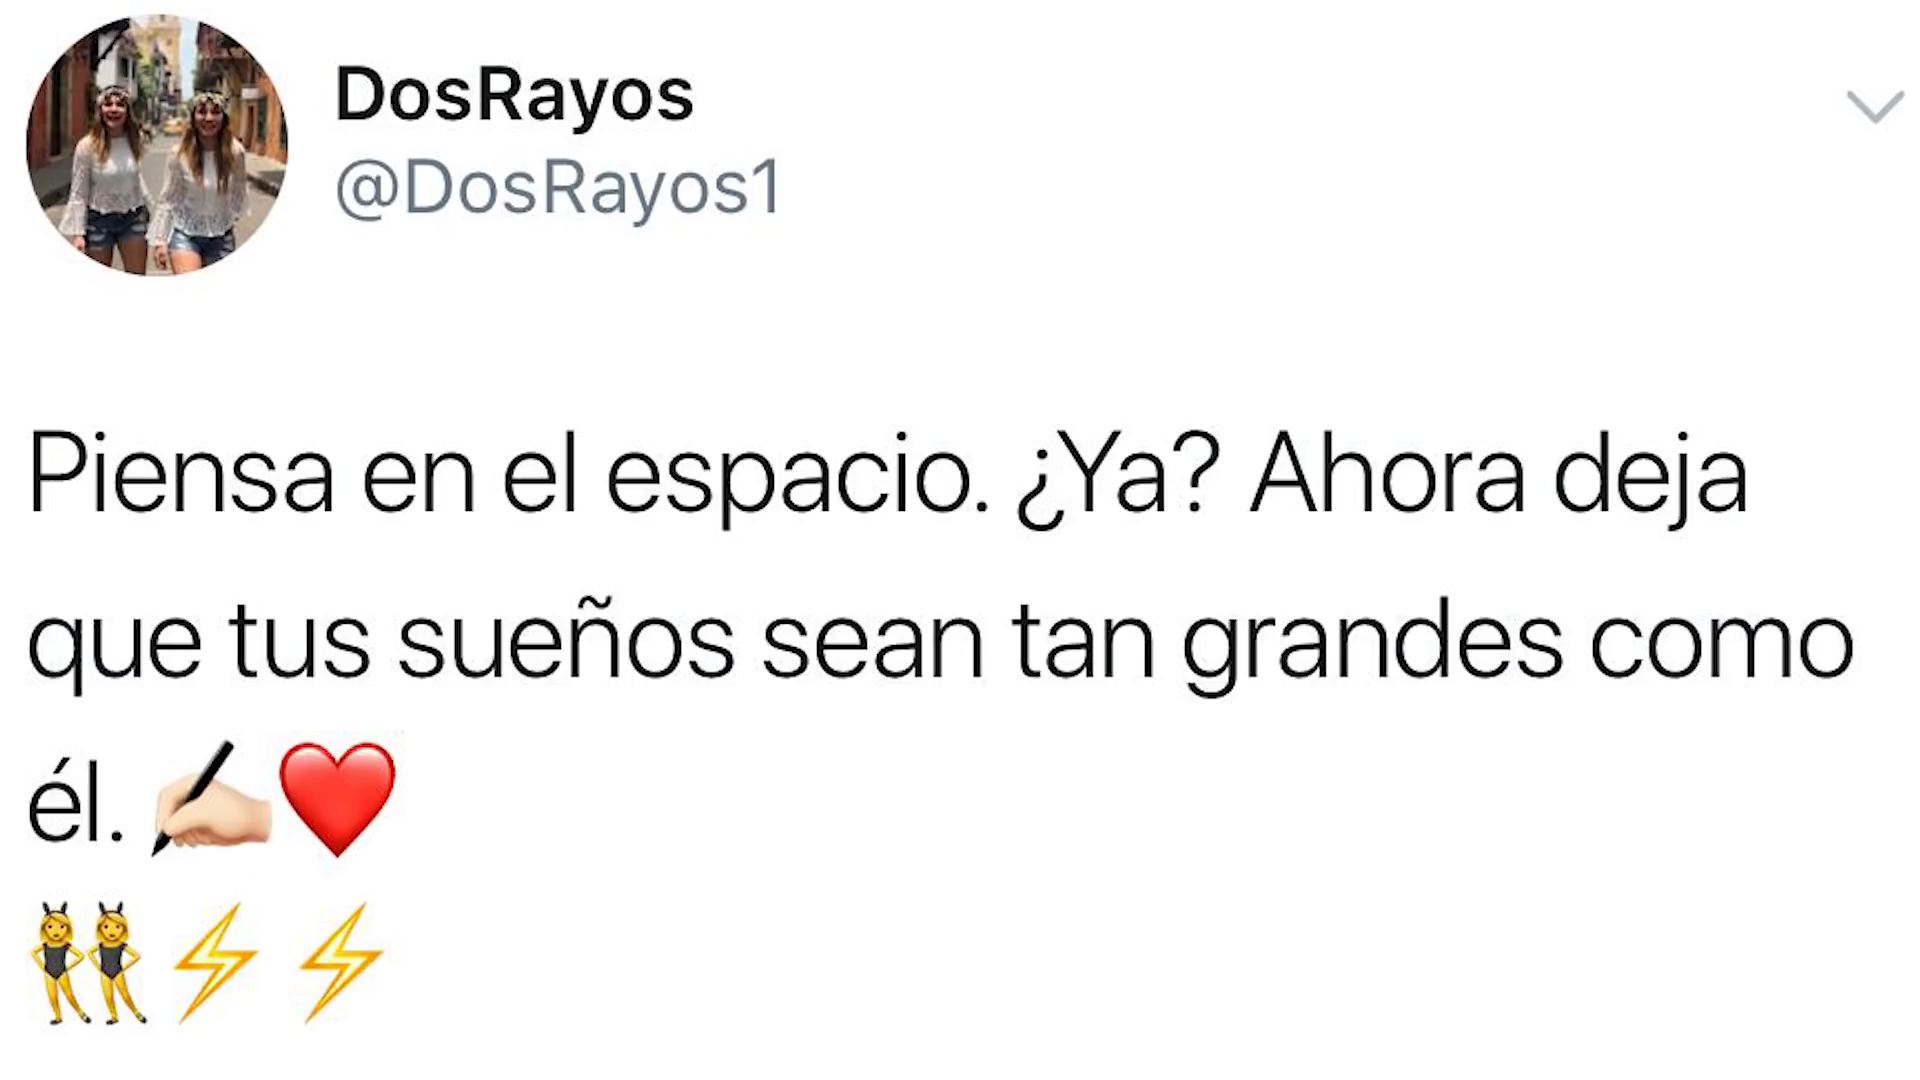 DosRayos
@DosRayos1
Piensa en el espacio. ¿Ya? Ahora deja
que tus sueños sean tan grandes como
él. ✍🏻❤️
👯⚡⚡